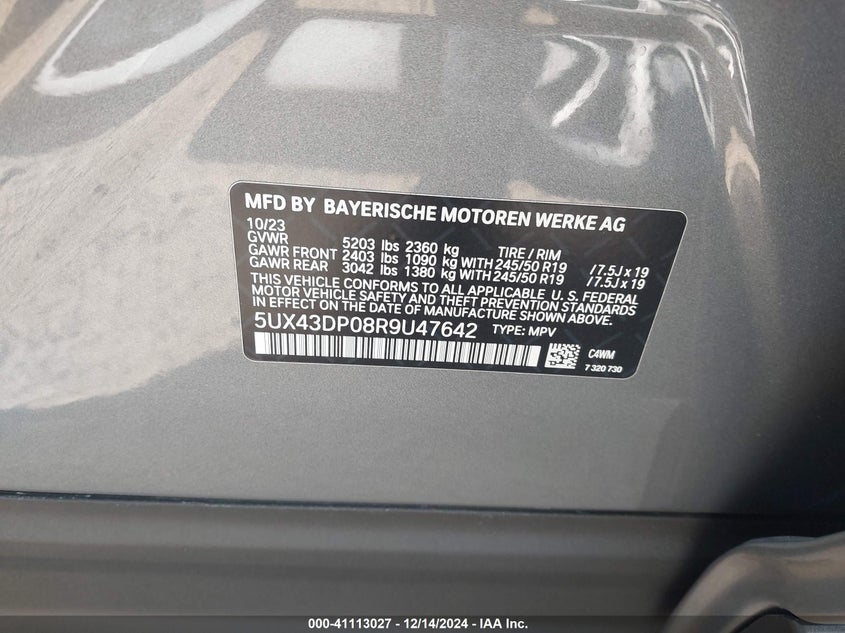 MFD BY BAYERISCHE MOTOREN WERKE AG
10/23
GVWR 5203 lbs 2360 kg TIRE / RIM
GAWR FRONT 2403 lbs 1090 kg WITH 245/50 R19 / 7.5J x 19
GAWR REAR 3042 lbs 1380 kg WITH 245/50 R19 / 7.5J x 19
THIS VEHICLE CONFORMS TO ALL APPLICABLE U. S. FEDERAL
MOTOR VEHICLE SAFETY AND THEFT PREVENTION STANDARDS
IN EFFECT ON THE DATE OF MANUFACTURE SHOWN ABOVE.
5UX43DP08R9U47642 TYPE: MPV
C4WM
7 320 730
000-41113027 - 12/14/2024 - IAA Inc.